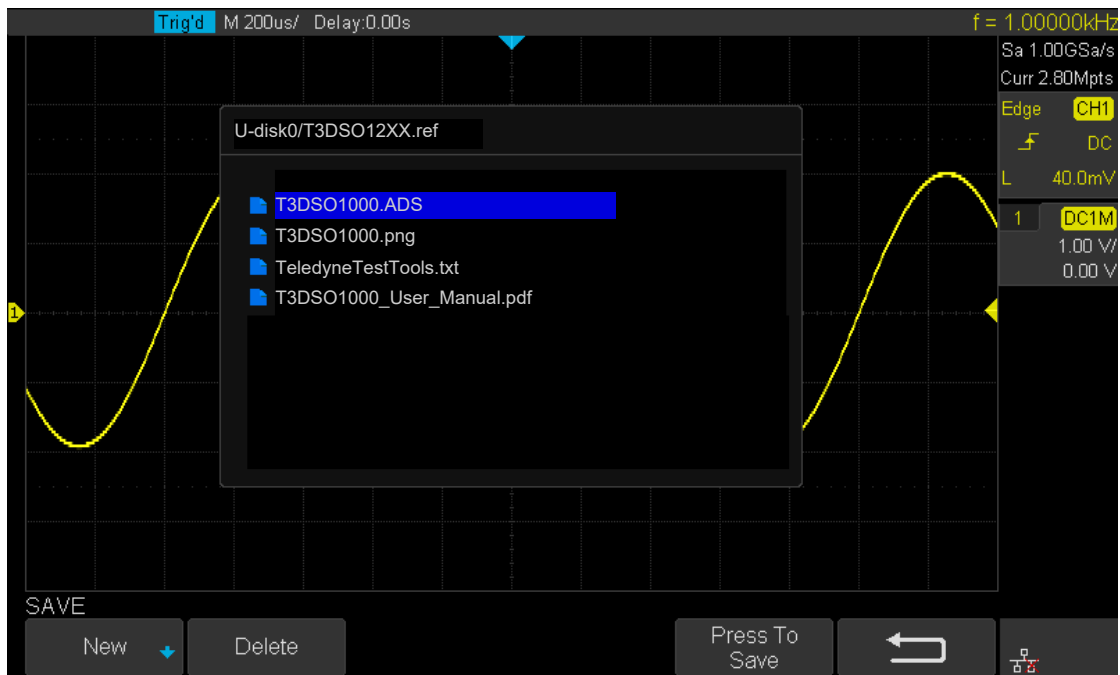 Trig'd M 200us/ Delay:0.00s f = 1.00000kHz
Sa 1.00GSa/s
Curr 2.80Mpts
Edge CH1
DC
L 40.0mV
U-disk0/T3DSO12XX.ref
T3DSO1000.ADS
T3DSO1000.png
TeledyneTestTools.txt
T3DSO1000_User_Manual.pdf
1 DC1M
1.00 V/
0.00 V
1
SAVE
New
Delete
Press To
Save